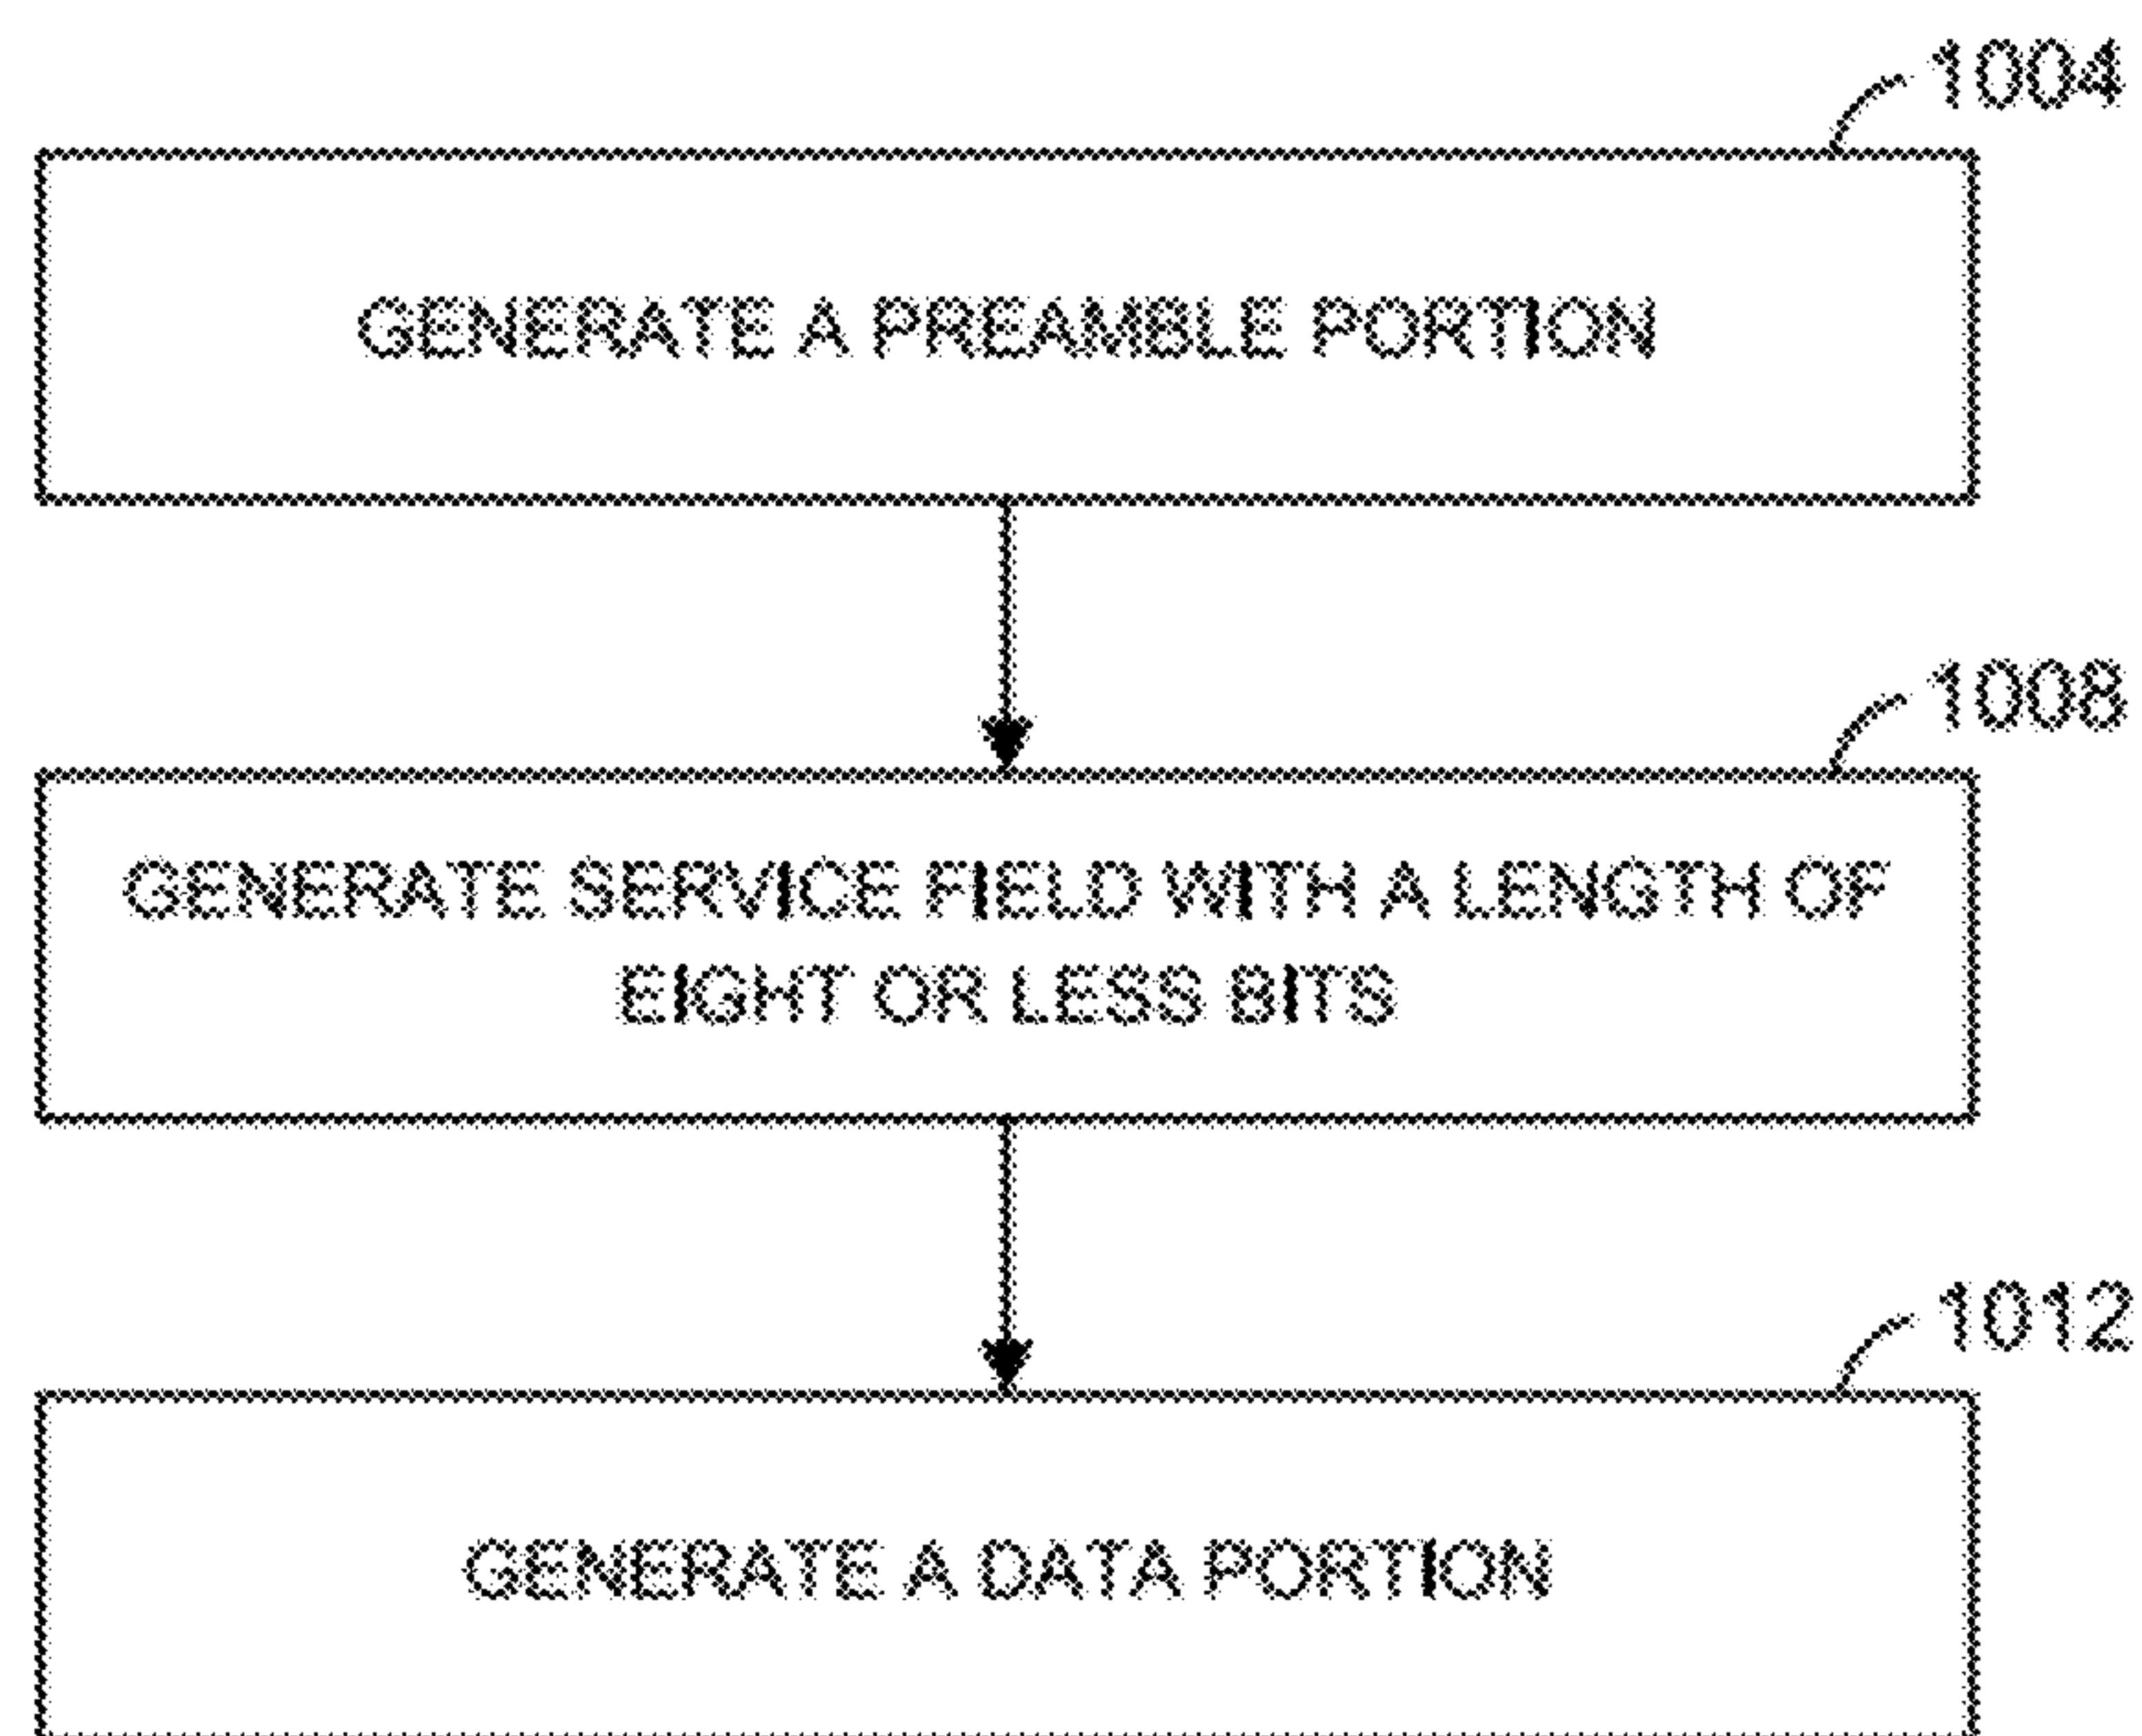 1004
GENERATE A PREAMBLE PORTION
1008
GENERATE SERVICE FIELD WITH A LENGTH OF
EIGHT OR LESS BITS
1012
GENERATE A DATA PORTION